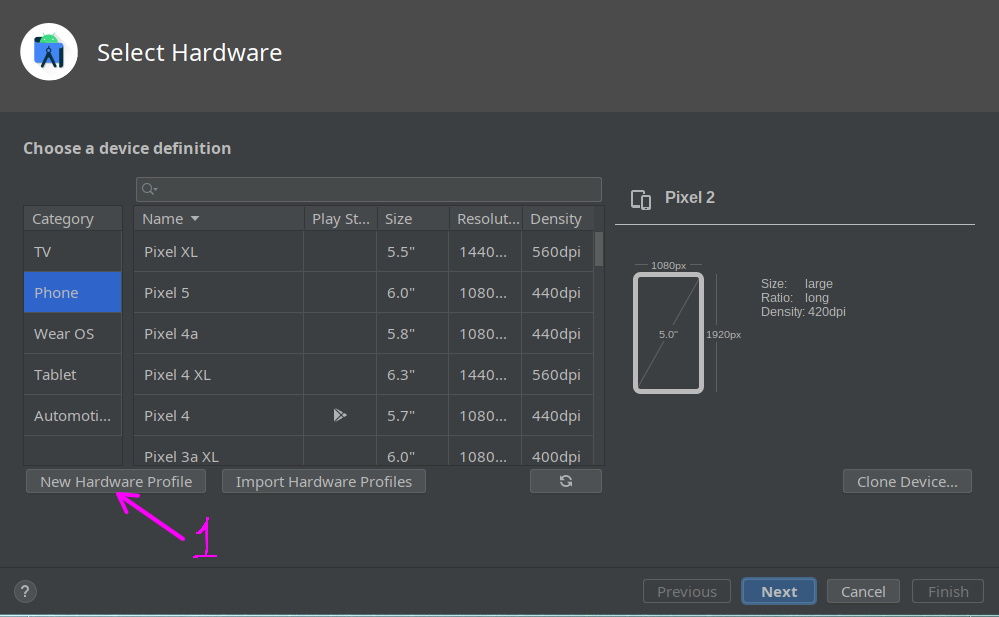 Select Hardware
Choose a device definition
Category
TV
Phone
Wear OS
Tablet
Automoti...
Name Play St... Size Resolut... Density
Pixel XL 5.5" 1440... 560dpi
Pixel 5 6.0" 1080... 440dpi
Pixel 4a 5.8" 1080... 440dpi
Pixel 4 XL 6.3" 1440... 560dpi
Pixel 4 5.7" 1080... 440dpi
Pixel 3a XL 6.0" 1080... 400dpi
Pixel 2
1080px
5.0"
1920px
Size: large
Ratio: long
Density: 420dpi
New Hardware Profile Import Hardware Profiles Clone Device...
1
? Previous Next Cancel Finish